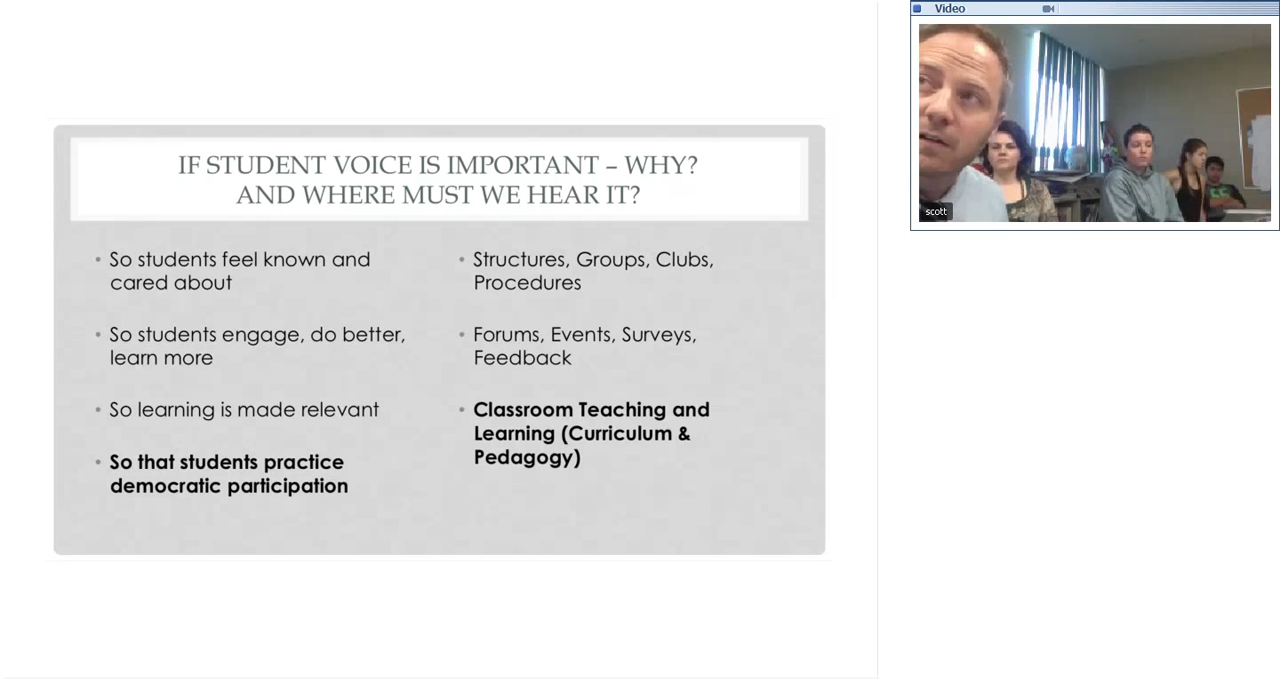 Video
scott
IF STUDENT VOICE IS IMPORTANT – WHY?
AND WHERE MUST WE HEAR IT?
• So students feel known and
cared about
• So students engage, do better,
learn more
• So learning is made relevant
• So that students practice
democratic participation
• Structures, Groups, Clubs,
Procedures
• Forums, Events, Surveys,
Feedback
• Classroom Teaching and
Learning (Curriculum &
Pedagogy)